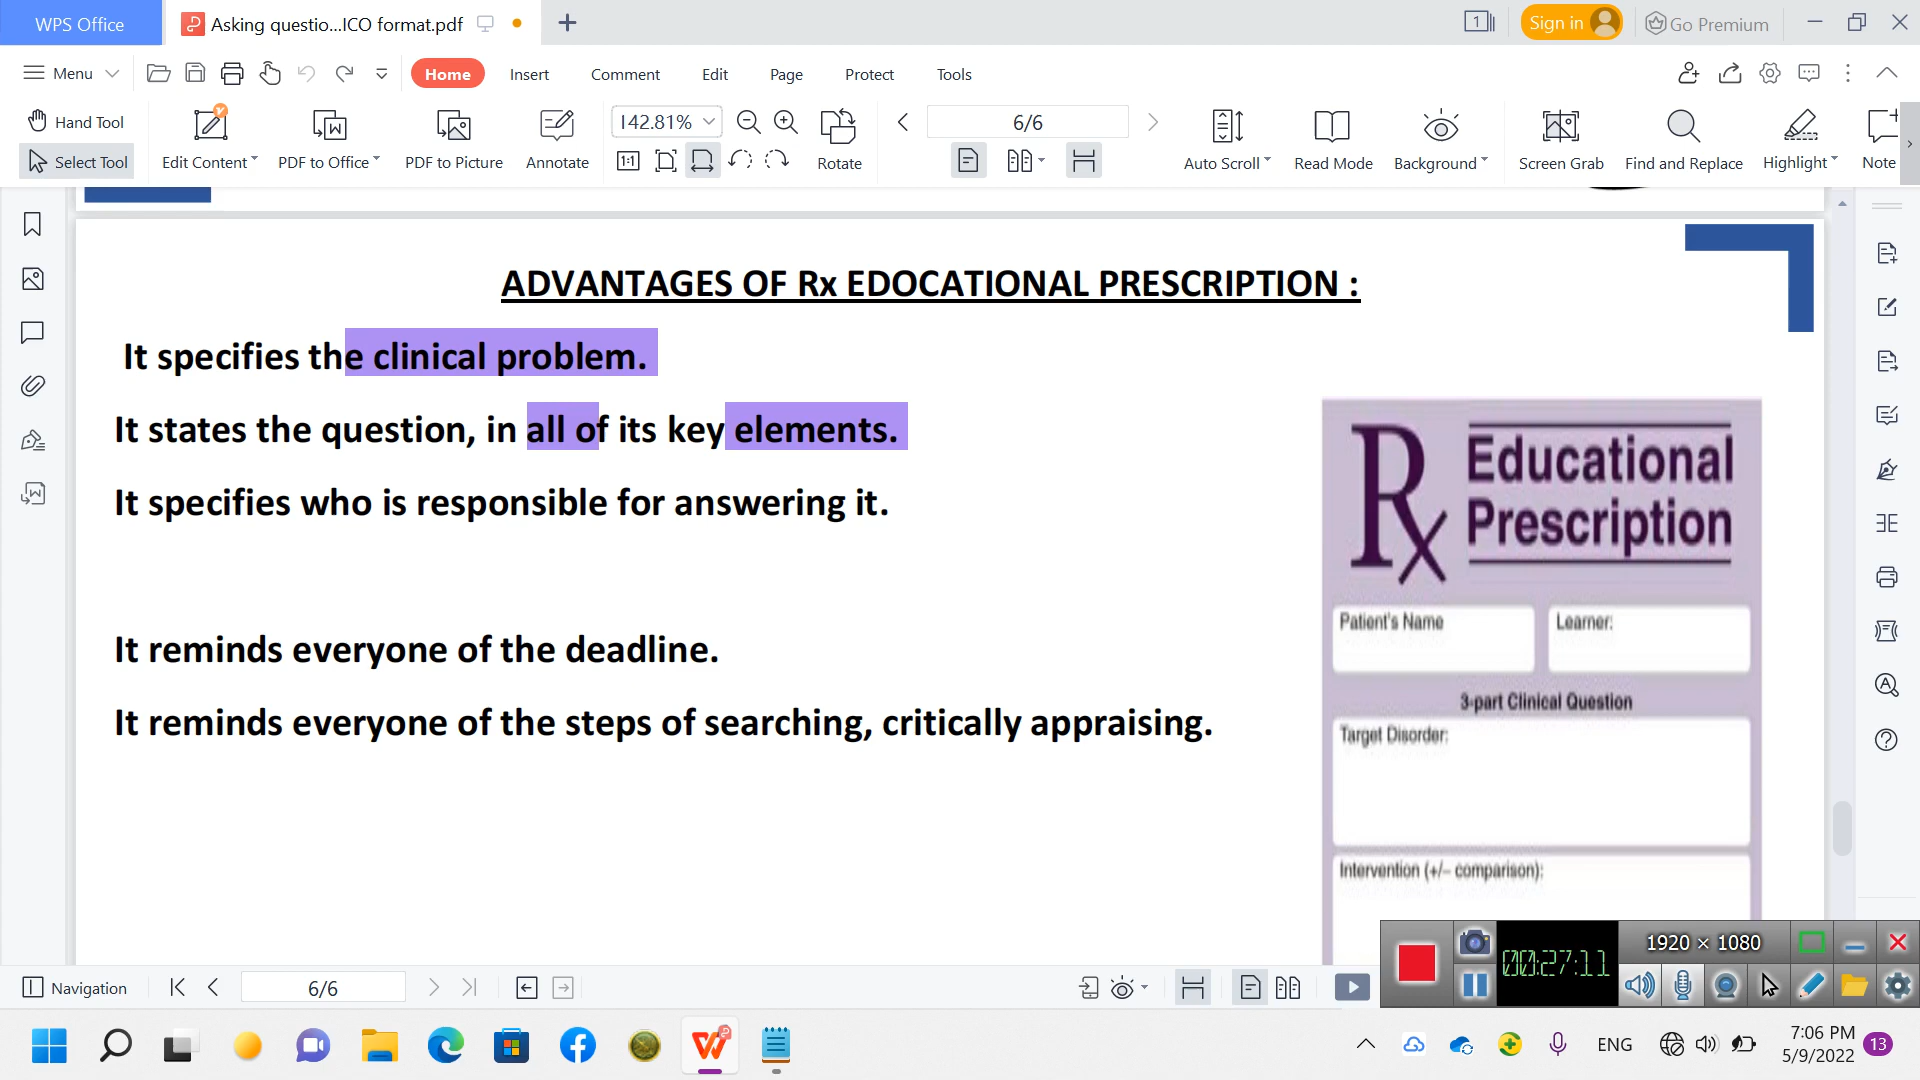 WPS Office
Asking questio...ICO format.pdf
1
Sign in
Go Premium
Menu
Home
Insert
Comment
Edit
Page
Protect
Tools
Hand Tool
Select Tool
Edit Content
PDF to Office
PDF to Picture
Annotate
142.81%
1:1
Rotate
6/6
Auto Scroll
Read Mode
Background
Screen Grab
Find and Replace
Highlight
Note
ADVANTAGES OF Rx EDOCATIONAL PRESCRIPTION :
It specifies the clinical problem.
It states the question, in all of its key elements.
It specifies who is responsible for answering it.
It reminds everyone of the deadline.
It reminds everyone of the steps of searching, critically appraising.
Rx
Educational
Prescription
Patient's Name
Learner:
3-part Clinical Question
Target Disorder:
Intervention (+/– comparison):
1920 × 1080
00:27:11
Navigation
6/6
ENG
7:06 PM
5/9/2022
13